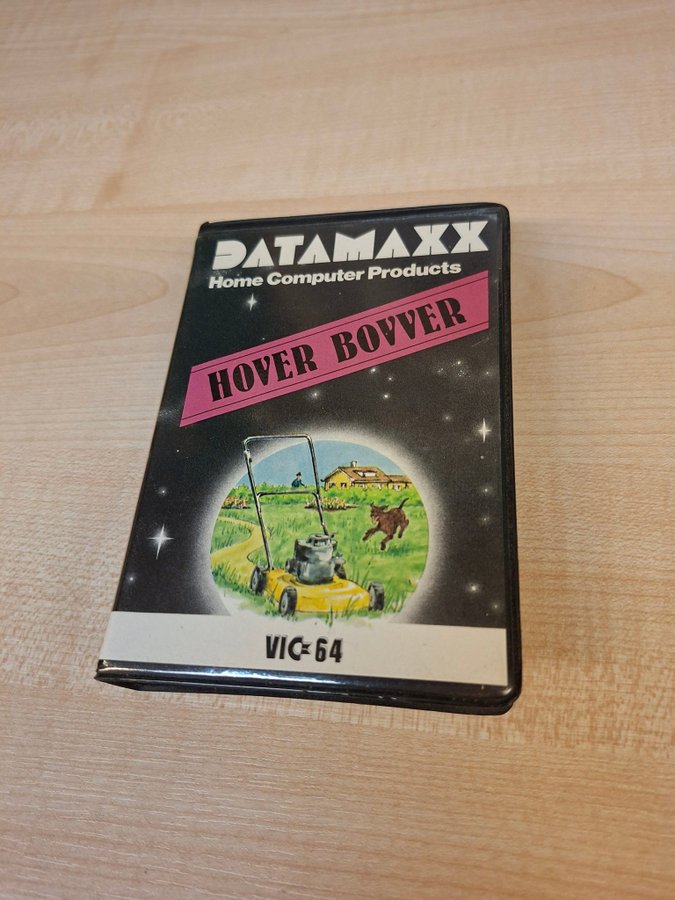 DATAMAXX
Home Computer Products
HOVER BOVVER
VIC 64